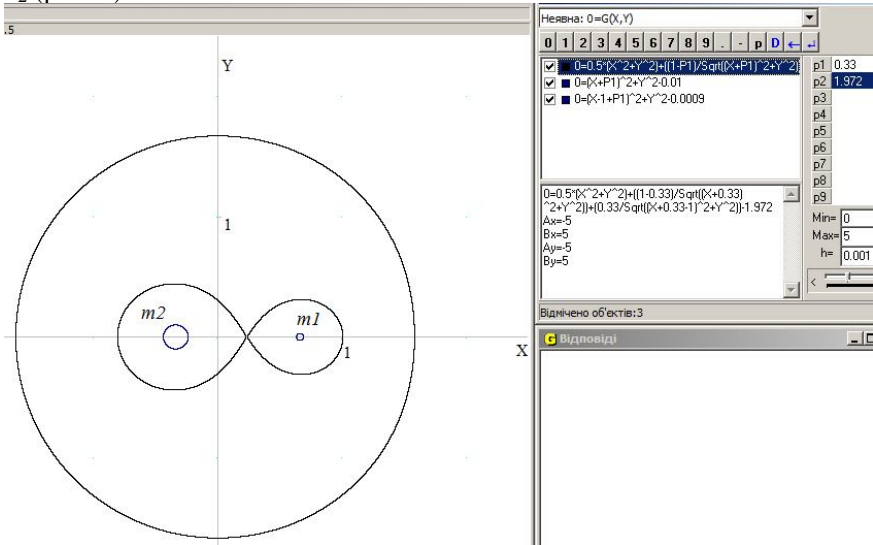 .5
Y
1
m2
m1
1
X
Неявна: 0=G(X,Y)
0 1 2 3 4 5 6 7 8 9 . - p D ← ↲
0=0.5*(X^2+Y^2)+((1-P1)/Sqrt((X+P1)^2+Y^2)
0=(X+P1)^2+Y^2-0.01
0=(X-1+P1)^2+Y^2-0.0009
p1 0.33
p2 1.972
p3
p4
p5
p6
p7
p8
p9
0=0.5*(X^2+Y^2)+((1-0.33)/Sqrt((X+0.33)
^2+Y^2))+(0.33/Sqrt((X+0.33-1)^2+Y^2))-1.972
Ax=-5
Bx=5
Ay=-5
By=5
Min= 0
Max= 5
h= 0.001
<
Відмічено об'єктів:3
G Відповіді